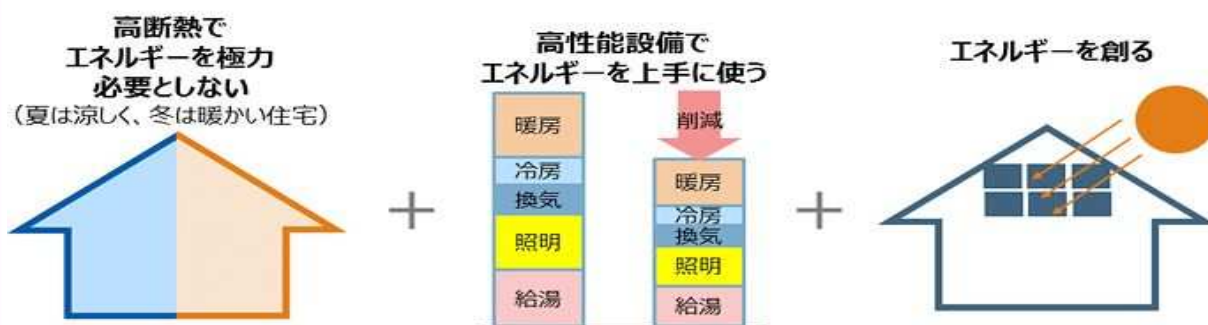 高断熱で
エネルギーを極力
必要としない
（夏は涼しく、冬は暖かい住宅）
高性能設備で
エネルギーを上手に使う
暖房
冷房
換気
照明
給湯
削減
暖房
冷房
換気
照明
給湯
エネルギーを創る